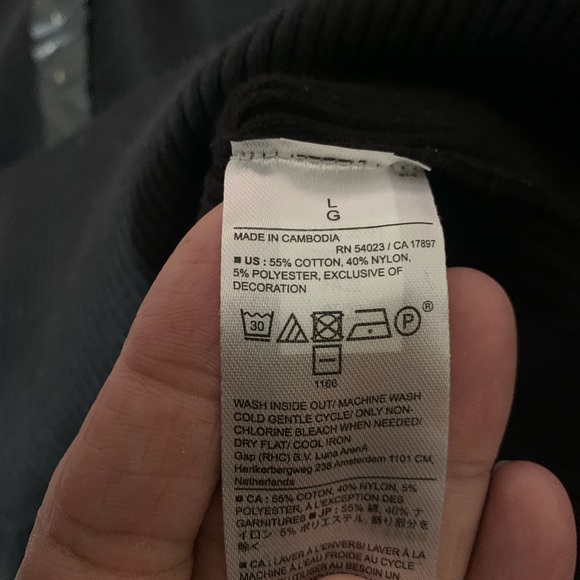 L
G
MADE IN CAMBODIA
RN 54023 / CA 17897
US : 55% COTTON, 40% NYLON,
5% POLYESTER, EXCLUSIVE OF
DECORATION
30 P ®
1166
WASH INSIDE OUT/ MACHINE WASH
COLD GENTLE CYCLE/ ONLY NON-
CHLORINE BLEACH WHEN NEEDED/
DRY FLAT/ COOL IRON
Gap (RHC) B.V. Luna ArenA
Herikerbergweg 238 Amsterdam 1101 CM,
Netherlands
CA : 55% COTON, 40% NYLON, 5%
POLYESTER, À L'EXCEPTION DES
GARNITURES ■ JP : 55% 綿, 40% ナ
イロン 5% ポリエステル, 飾り部分を
除く
CA : LAVER À L'ENVERS/ LAVER À LA
MACHINE À L'EAU FROIDE AU CYCLE